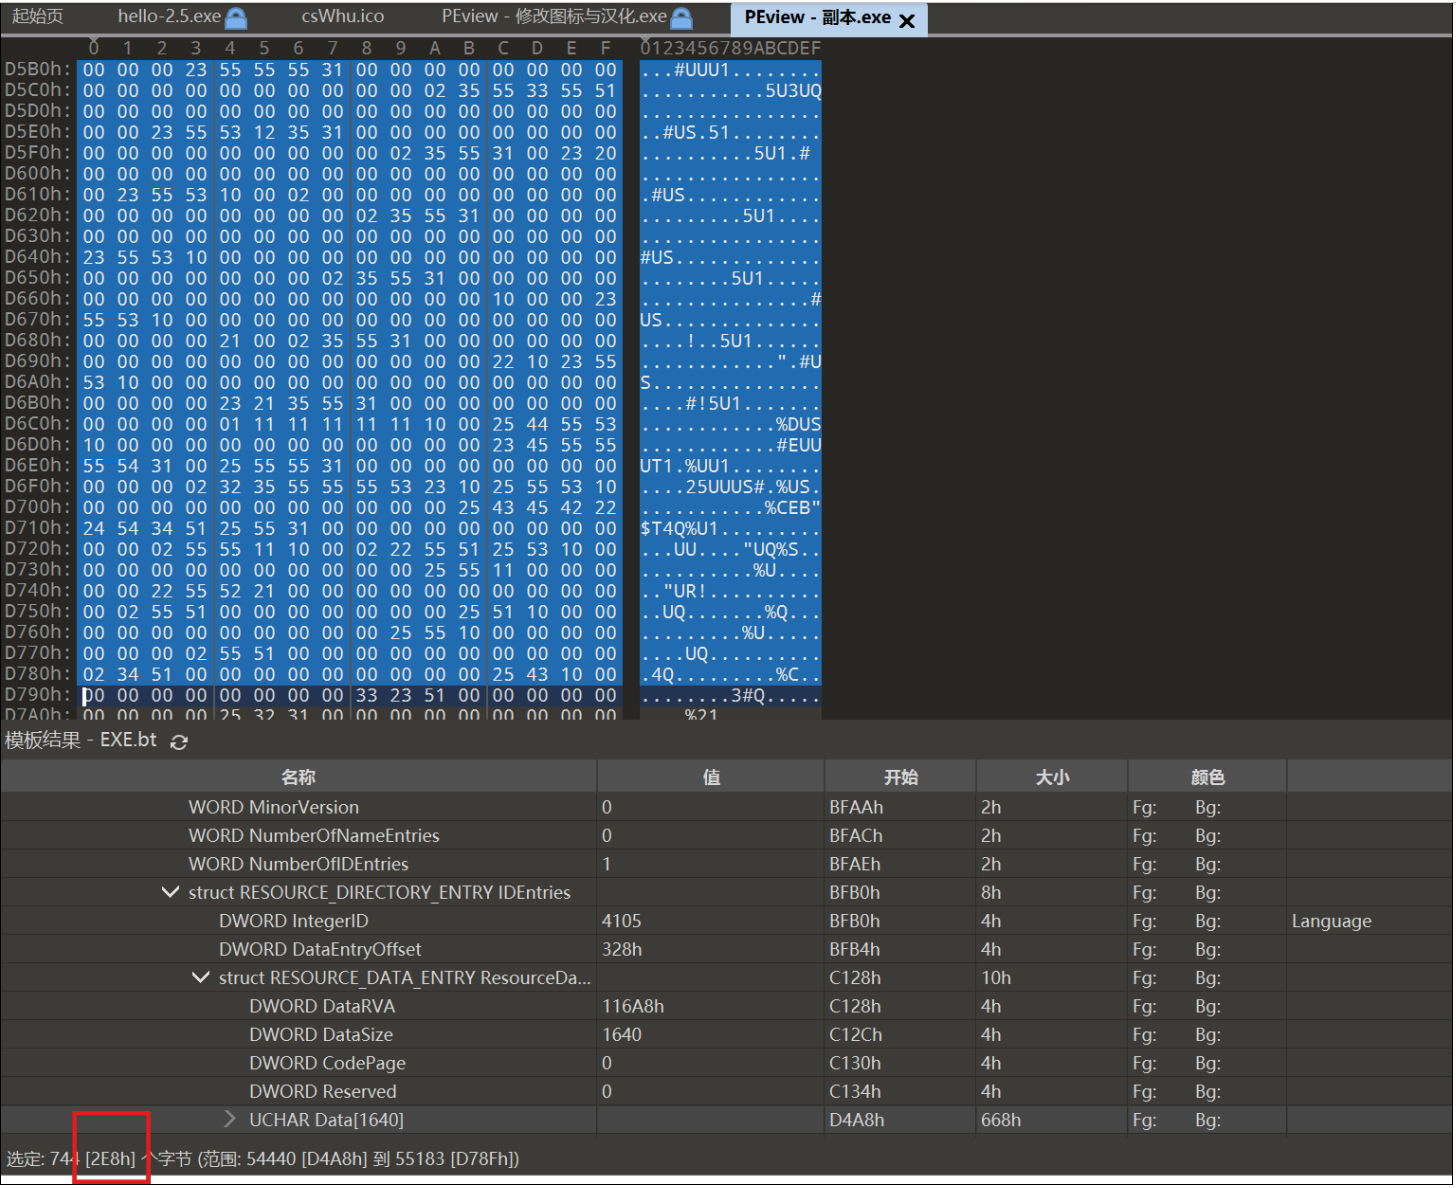 起始页 hello-2.5.exe csWhu.ico PEview - 修改图标与汉化.exe PEview - 副本.exe
0 1 2 3 4 5 6 7 8 9 A B C D E F 0123456789ABCDEF
D5B0h: 00 00 00 23 55 55 55 31 00 00 00 00 00 00 00 00 ...#UUU1........
D5C0h: 00 00 00 00 00 00 00 00 00 00 02 35 55 33 55 51 ...........5U3UQ
D5D0h: 00 00 00 00 00 00 00 00 00 00 00 00 00 00 00 00 ................
D5E0h: 00 00 23 55 53 12 35 31 00 00 00 00 00 00 00 00 ..#US.51........
D5F0h: 00 00 00 00 00 00 00 00 00 02 35 55 31 00 23 20 ..........5U1.#
D600h: 00 00 00 00 00 00 00 00 00 00 00 00 00 00 00 00 ................
D610h: 00 23 55 53 10 00 02 00 00 00 00 00 00 00 00 00 .#US............
D620h: 00 00 00 00 00 00 00 00 02 35 55 31 00 00 00 00 .........5U1....
D630h: 00 00 00 00 00 00 00 00 00 00 00 00 00 00 00 00 ................
D640h: 23 55 53 10 00 00 00 00 00 00 00 00 00 00 00 00 #US.............
D650h: 00 00 00 00 00 00 00 02 35 55 31 00 00 00 00 00 ........5U1.....
D660h: 00 00 00 00 00 00 00 00 00 00 00 00 10 00 00 23 ...............#
D670h: 55 53 10 00 00 00 00 00 00 00 00 00 00 00 00 00 US..............
D680h: 00 00 00 00 21 00 02 35 55 31 00 00 00 00 00 00 ....!..5U1......
D690h: 00 00 00 00 00 00 00 00 00 00 00 00 22 10 23 55 ............".#U
D6A0h: 53 10 00 00 00 00 00 00 00 00 00 00 00 00 00 00 S...............
D6B0h: 00 00 00 00 23 21 35 55 31 00 00 00 00 00 00 00 ....#!5U1.......
D6C0h: 00 00 00 00 01 11 11 11 11 11 10 00 25 44 55 53 ............%DUS
D6D0h: 10 00 00 00 00 00 00 00 00 00 00 00 23 45 55 55 ............#EUU
D6E0h: 55 54 31 00 25 55 55 31 00 00 00 00 00 00 00 00 UT1.%UU1........
D6F0h: 00 00 00 02 32 35 55 55 55 53 23 10 25 55 53 10 ....25UUUS#.%US.
D700h: 00 00 00 00 00 00 00 00 00 00 00 25 43 45 42 22 ...........%CEB"
D710h: 24 54 34 51 25 55 31 00 00 00 00 00 00 00 00 00 $T4Q%U1.........
D720h: 00 00 02 55 55 11 10 00 02 22 55 51 25 53 10 00 ...UU...."UQ%S..
D730h: 00 00 00 00 00 00 00 00 00 00 25 55 11 00 00 00 ..........%U....
D740h: 00 00 22 55 52 21 00 00 00 00 00 00 00 00 00 00 .."UR!..........
D750h: 00 02 55 51 00 00 00 00 00 00 00 25 51 10 00 00 ..UQ.......%Q...
D760h: 00 00 00 00 00 00 00 00 00 25 55 10 00 00 00 00 .........%U.....
D770h: 00 00 00 02 55 51 00 00 00 00 00 00 00 00 00 00 ....UQ..........
D780h: 02 34 51 00 00 00 00 00 00 00 00 00 25 43 10 00 .4Q.........%C..
D790h: 00 00 00 00 00 00 00 00 33 23 51 00 00 00 00 00 ........3#Q.....
D7A0h: 00 00 00 00 25 32 31 00 00 00 00 00 00 00 00 00 %21
模板结果 - EXE.bt
名称 值 开始 大小 颜色
WORD MinorVersion 0 BFAAh 2h Fg: Bg:
WORD NumberOfNameEntries 0 BFACh 2h Fg: Bg:
WORD NumberOfIDEntries 1 BFAEh 2h Fg: Bg:
struct RESOURCE_DIRECTORY_ENTRY IDEntries BFB0h 8h Fg: Bg:
DWORD IntegerID 4105 BFB0h 4h Fg: Bg: Language
DWORD DataEntryOffset 328h BFB4h 4h Fg: Bg:
struct RESOURCE_DATA_ENTRY ResourceDa... C128h 10h Fg: Bg:
DWORD DataRVA 116A8h C128h 4h Fg: Bg:
DWORD DataSize 1640 C12Ch 4h Fg: Bg:
DWORD CodePage 0 C130h 4h Fg: Bg:
DWORD Reserved 0 C134h 4h Fg: Bg:
UCHAR Data[1640] D4A8h 668h Fg: Bg:
选定: 744 [2E8h] 个字节 (范围: 54440 [D4A8h] 到 55183 [D78Fh])